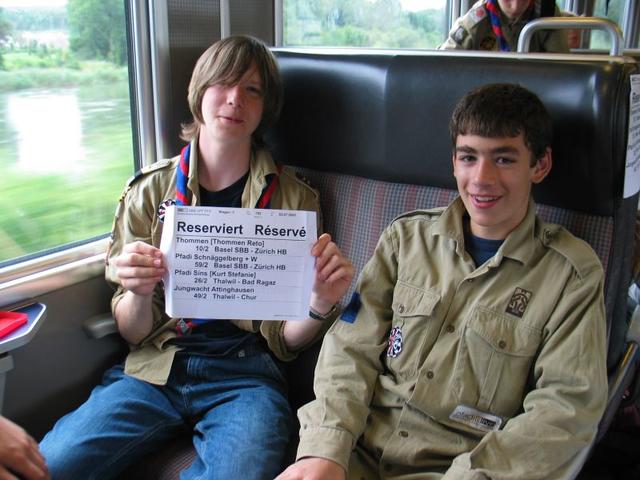 Reserviert Réservé
Thommen [Thommen Reto]
10/2 Basel SBB - Zürich HB
Pfadi Schnäggelberg + W
59/2 Basel SBB - Zürich HB
Pfadi Sins [Kurt Stefanie]
26/2 Thalwil - Bad Ragaz
Jungwacht Attinghausen
49/2 Thalwil - Chur